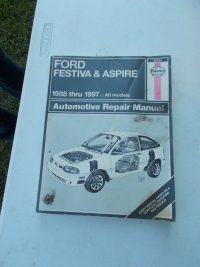 FORD
FESTIVA & ASPIRE
Haynes
1988 thru 1997 All models
Automotive Repair Manual